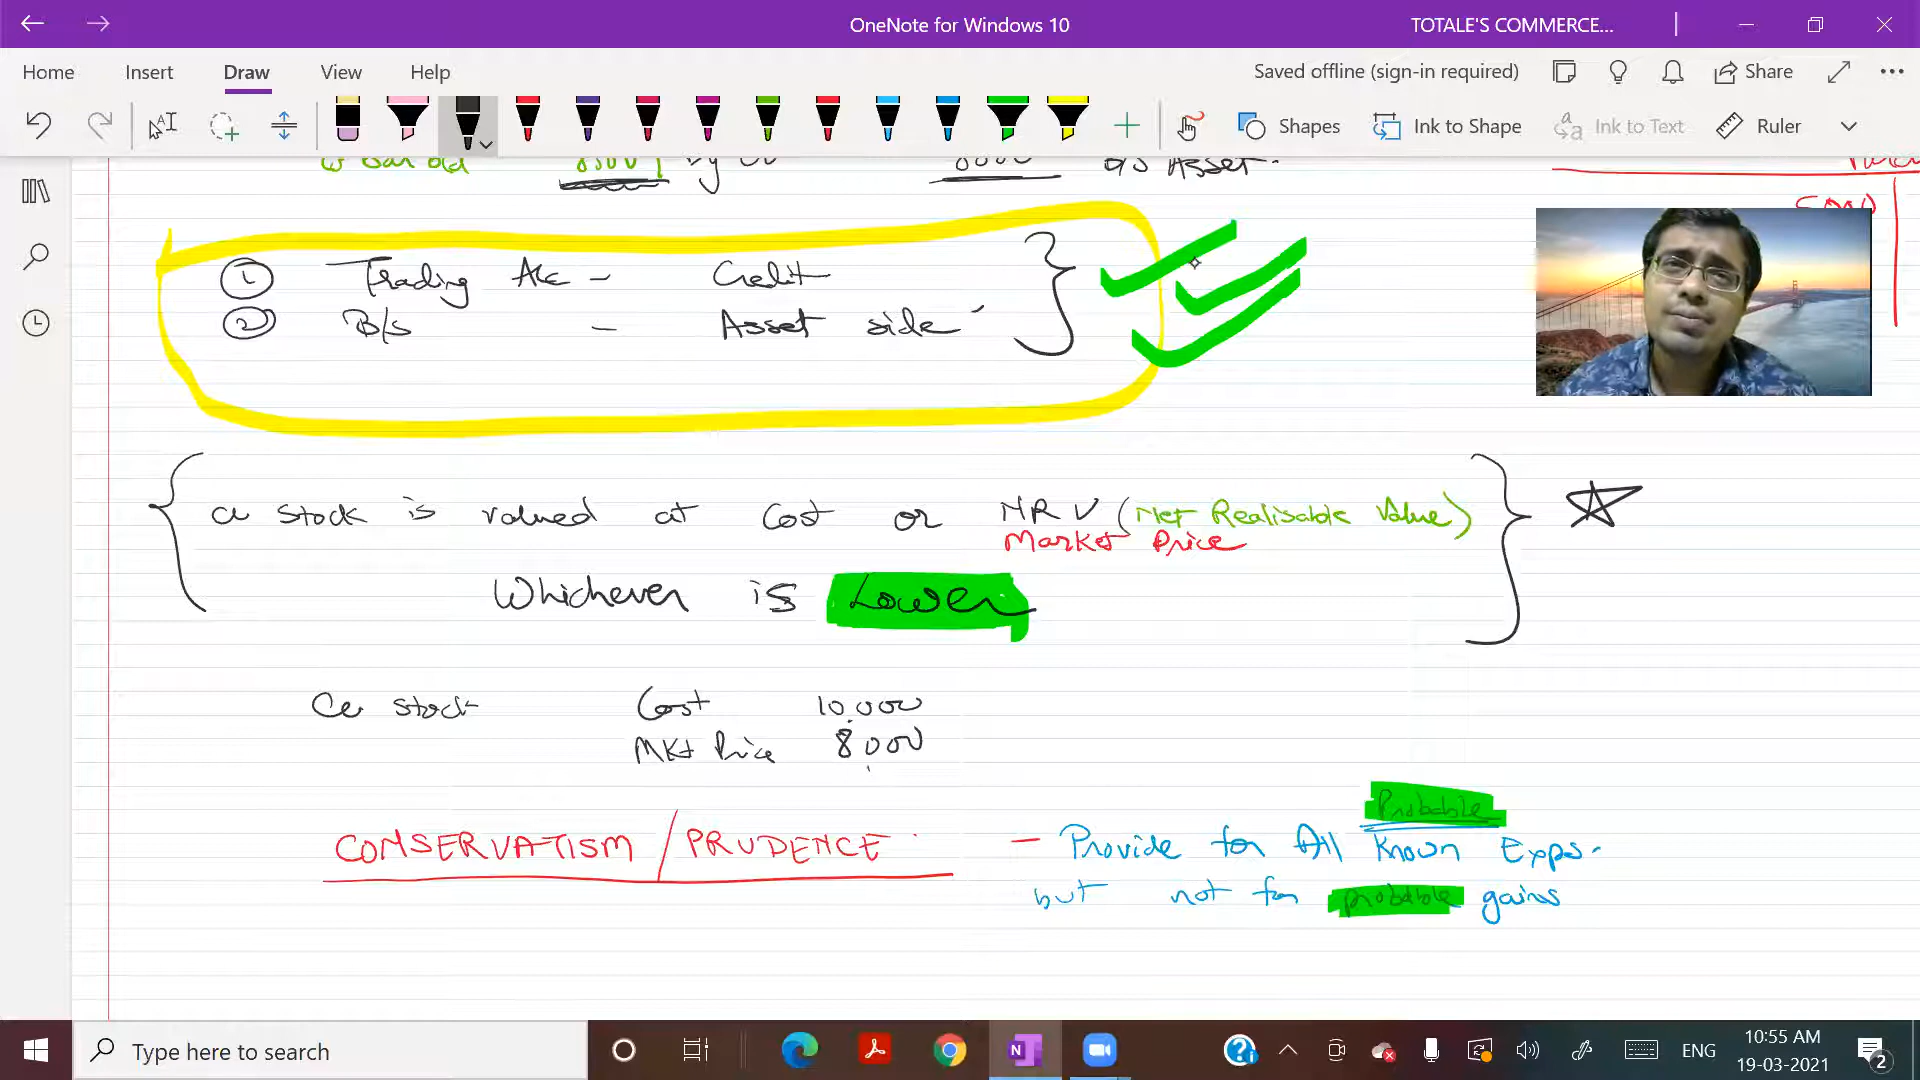 OneNote for Windows 10
TOTALE'S COMMERCE...
Home Insert Draw View Help
Saved offline (sign-in required) Share
Shapes Ink to Shape Ink to Text Ruler
Asset.
5000
1 Trading A/c - Credit
2 B/s - Asset side
Cl stock is valued at Cost or NRV (Net Realisable Value)
Market Price
Whichever is Lower
Cl stock Cost 10,000
Mkt Price 8,000
Probable
CONSERVATISM / PRUDENCE - Provide for All Known Exps.
but not for probable gains
Type here to search
ENG
10:55 AM
19-03-2021
2